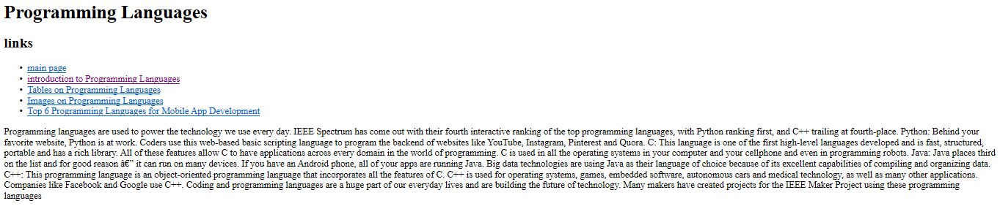 Programming Languages
links
• main page
• introduction to Programming Languages
• Tables on Programming Languages
• Images on Programming Languages
• Top 6 Programming Languages for Mobile App Development
Programming languages are used to power the technology we use every day. IEEE Spectrum has come out with their fourth interactive ranking of the top programming languages, with Python ranking first, and C++ trailing at fourth-place. Python: Behind your
favorite website, Python is at work. Coders use this web-based basic scripting language to program the backend of websites like YouTube, Instagram, Pinterest and Quora. C: This language is one of the first high-level languages developed and is fast, structured,
portable and has a rich library. All of these features allow C to have applications across every domain in the world of programming. C is used in all the operating systems in your computer and your cellphone and even in programming robots. Java: Java places third
on the list and for good reason â€” it can run on many devices. If you have an Android phone, all of your apps are running Java. Big data technologies are using Java as their language of choice because of its excellent capabilities of compiling and organizing data.
C++: This programming language is an object-oriented programming language that incorporates all the features of C. C++ is used for operating systems, games, embedded software, autonomous cars and medical technology, as well as many other applications.
Companies like Facebook and Google use C++. Coding and programming languages are a huge part of our everyday lives and are building the future of technology. Many makers have created projects for the IEEE Maker Project using these programming
languages